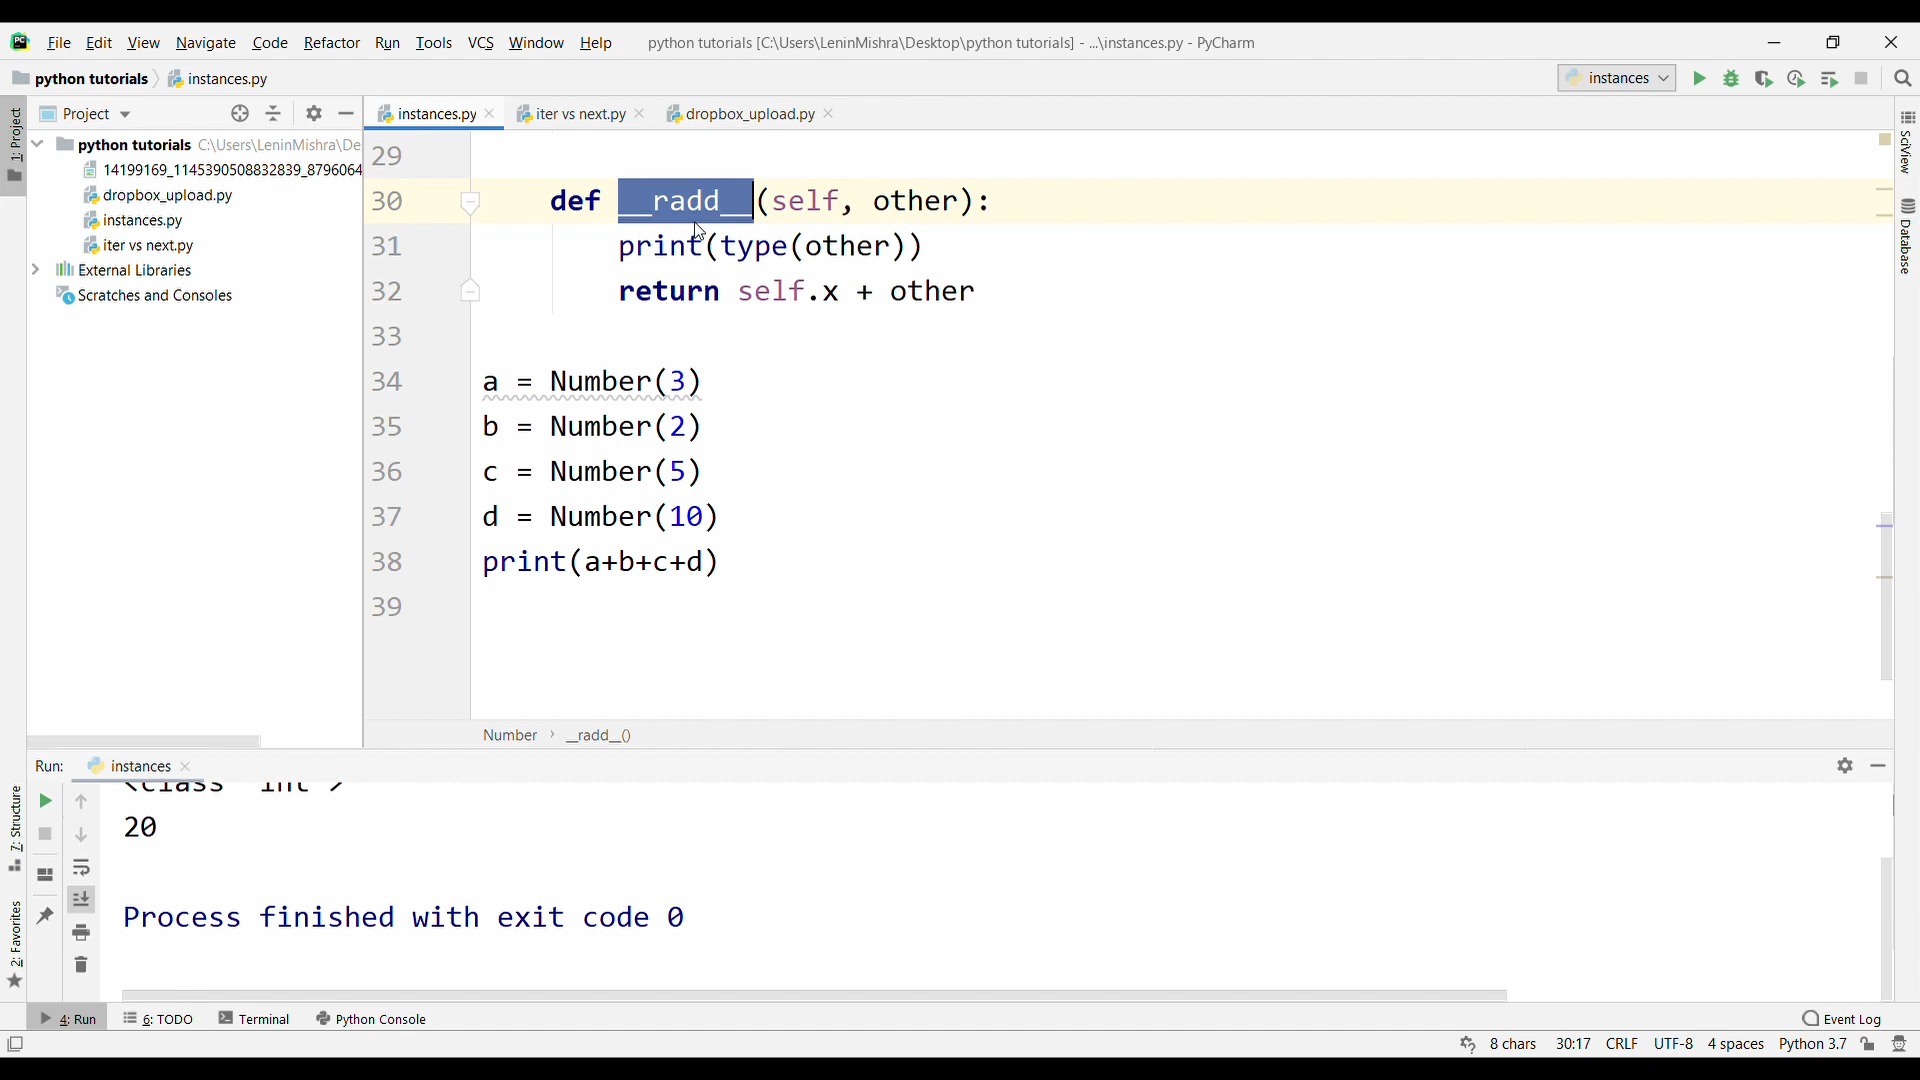 PC File Edit View Navigate Code Refactor Run Tools VCS Window Help python tutorials [C:\Users\LeninMishra\Desktop\python tutorials] - ...\instances.py - PyCharm
python tutorials instances.py instances
1: Project
Project
instances.py iter vs next.py dropbox_upload.py
python tutorials C:\Users\LeninMishra\De
14199169_1145390508832839_8796064
dropbox_upload.py
instances.py
iter vs next.py
External Libraries
Scratches and Consoles
29
30 def __radd__(self, other):
31 print(type(other))
32 return self.x + other
33
34 a = Number(3)
35 b = Number(2)
36 c = Number(5)
37 d = Number(10)
38 print(a+b+c+d)
39
SciView
Database
Number › __radd__()
Run: instances
<class 'int'>
20
Process finished with exit code 0
7: Structure
2: Favorites
4: Run 6: TODO Terminal Python Console Event Log
8 chars 30:17 CRLF UTF-8 4 spaces Python 3.7